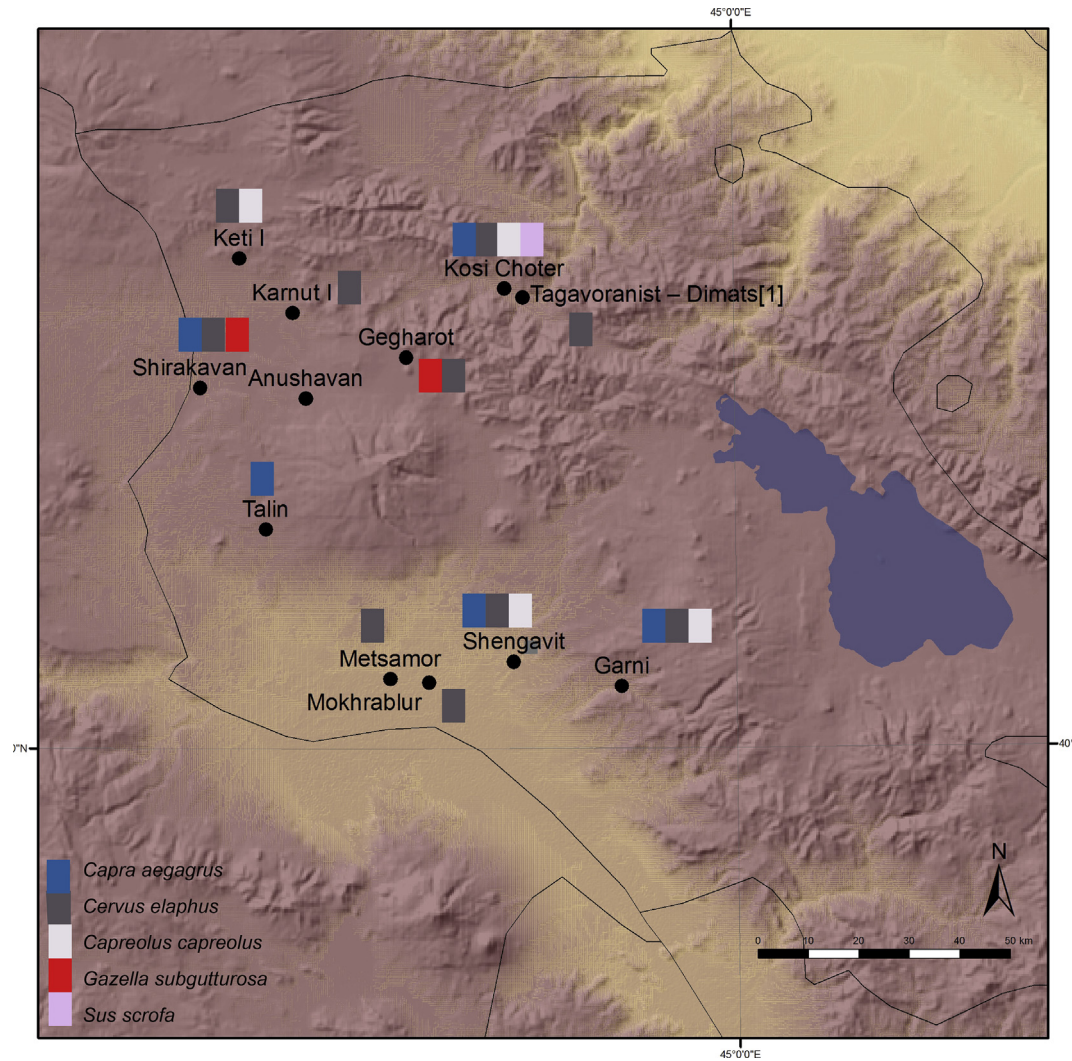 45°0'0"E
Keti I
Kosi Choter
Karnut I
Tagavoranist – Dimats[1]
Gegharot
Shirakavan
Anushavan
Talin
Shengavit
Metsamor
Garni
Mokhrablur
0"N
40°
Capra aegagrus
N
Cervus elaphus
Capreolus capreolus
0 10 20 30 40 50 km
Gazella subgutturosa
Sus scrofa
45°0'0"E